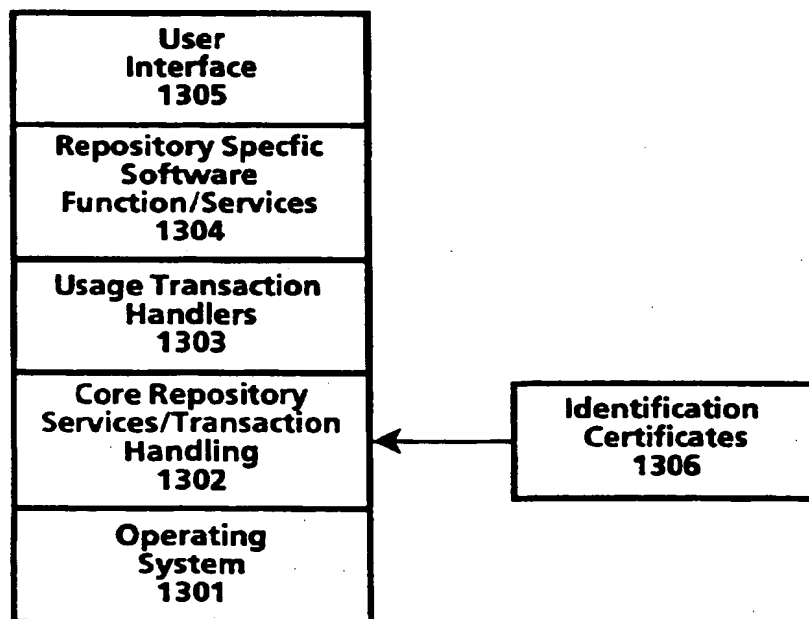 User
Interface
1305
Repository Specfic
Software
Function/Services
1304
Usage Transaction
Handlers
1303
Core Repository
Services/Transaction
Handling
1302
Identification
Certificates
1306
Operating
System
1301